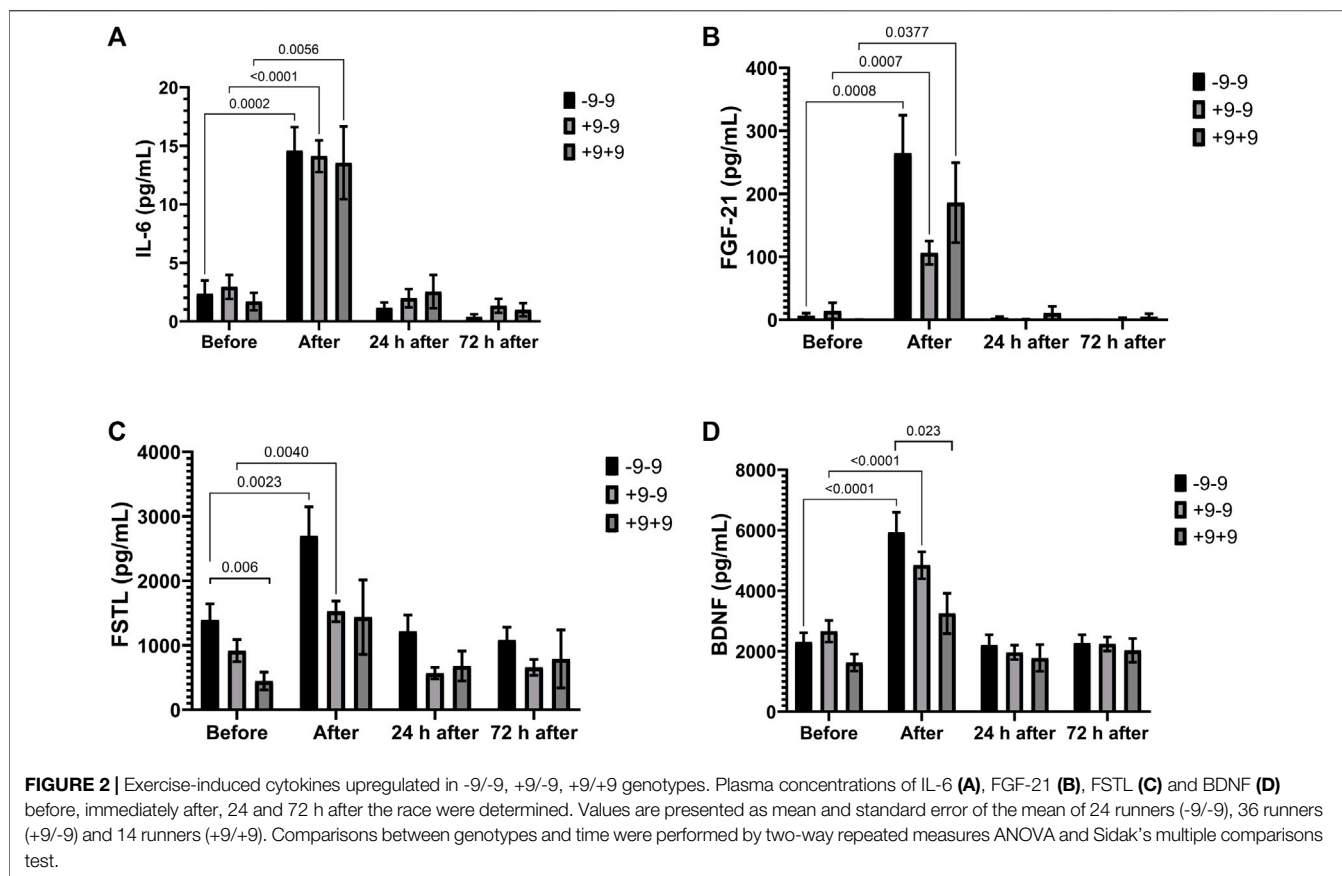 A
0.0056
<0.0001
0.0002
20
15
10
5
0
IL-6 (pg/mL)
Before After 24 h after 72 h after
-9-9
+9-9
+9+9
B
0.0377
0.0007
0.0008
400
300
200
100
0
FGF-21 (pg/mL)
Before After 24 h after 72 h after
-9-9
+9-9
+9+9
C
0.0040
0.0023
0.006
4000
3000
2000
1000
0
FSTL (pg/mL)
Before After 24 h after 72 h after
-9-9
+9-9
+9+9
D
0.023
<0.0001
<0.0001
8000
6000
4000
2000
0
BDNF (pg/mL)
Before After 24 h after 72 h after
-9-9
+9-9
+9+9
FIGURE 2 | Exercise-induced cytokines upregulated in -9/-9, +9/-9, +9/+9 genotypes. Plasma concentrations of IL-6 (A), FGF-21 (B), FSTL (C) and BDNF (D)
before, immediately after, 24 and 72 h after the race were determined. Values are presented as mean and standard error of the mean of 24 runners (-9/-9), 36 runners
(+9/-9) and 14 runners (+9/+9). Comparisons between genotypes and time were performed by two-way repeated measures ANOVA and Sidak's multiple comparisons
test.